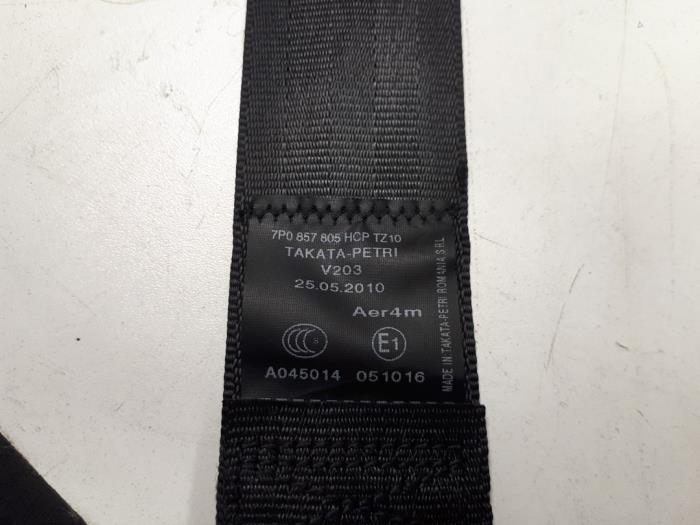 7P0 857 805 HCP TZ10
TAKATA-PETRI
V203
25.05.2010
Aer4m
CCC S
E1
A045014 051016
MADE IN TAKATA-PETRI ROMANIA S.R.L